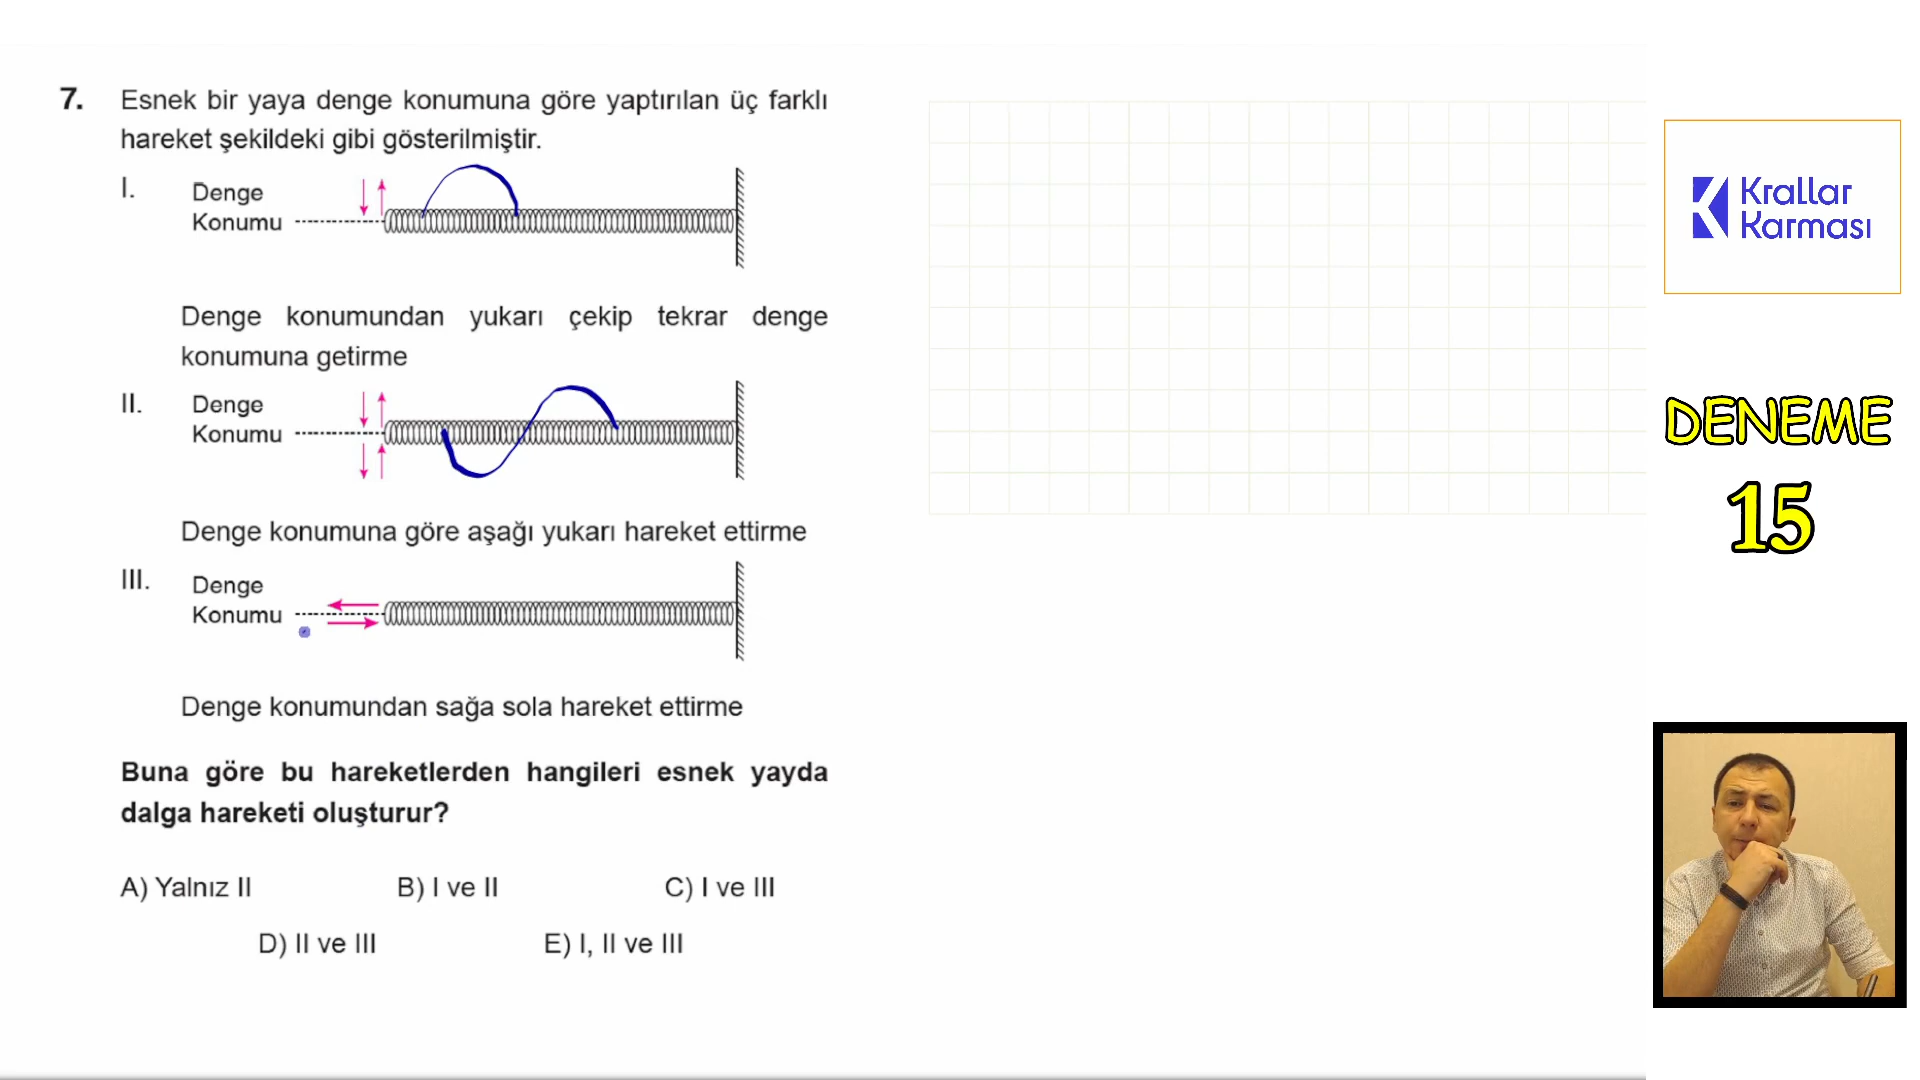 7. Esnek bir yaya denge konumuna göre yaptırılan üç farklı
hareket şekildeki gibi gösterilmiştir.
I. Denge
Konumu
Denge konumundan yukarı çekip tekrar denge
konumuna getirme
II. Denge
Konumu
Denge konumuna göre aşağı yukarı hareket ettirme
III. Denge
Konumu
Denge konumundan sağa sola hareket ettirme
Buna göre bu hareketlerden hangileri esnek yayda
dalga hareketi oluşturur?
A) Yalnız II B) I ve II C) I ve III
D) II ve III E) I, II ve III
Krallar
Karması
DENEME
15